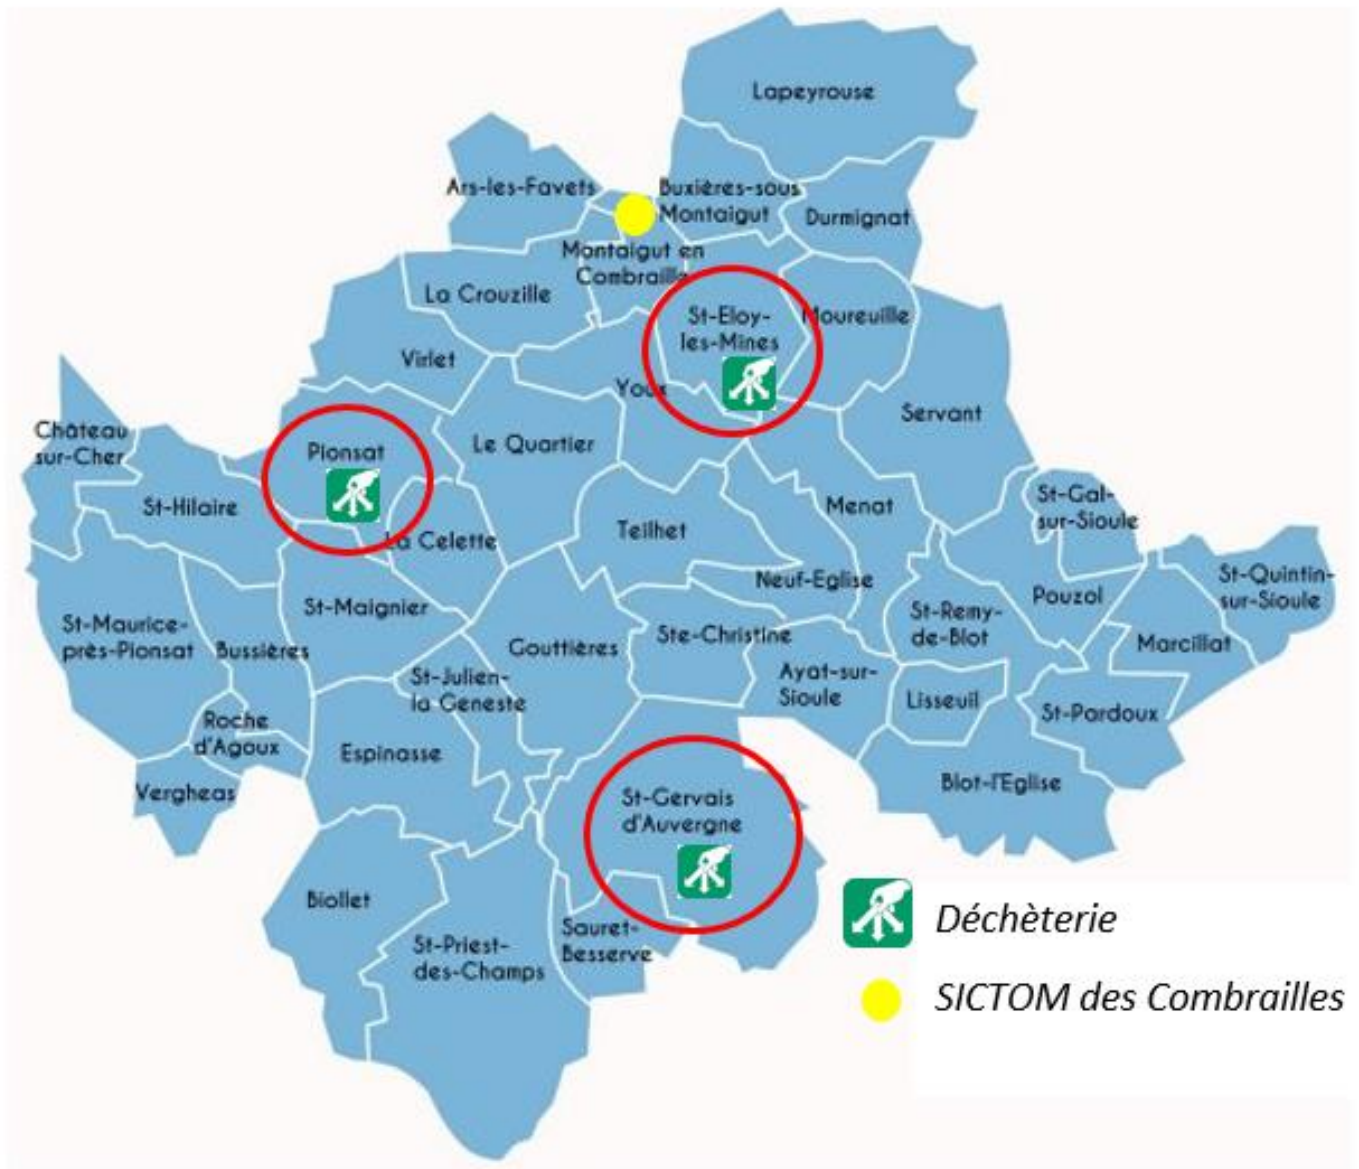 Lapeyrouse
Ars-les-Favets
Buxières-sous
Montaigut
Durmignat
Montaigut en
Combraille
La Crouzille
St-Eloy-
les-Mines
Moureuille
Virlet
Youx
Servant
Château
sur-Cher
Pionsat
Le Quartier
St-Hilaire
Menat
St-Gal-
sur-Sioule
La Celette
Teilhet
Neuf-Eglise
St-Quintin-
sur-Sioule
Pouzol
St-Maignier
St-Remy-
de-Blot
St-Maurice-
près-Pionsat
Bussières
Gouttières
Ste-Christine
Marcillat
St-Julien-
la Geneste
Ayat-sur-
Sioule
Lisseuil
St-Pardoux
Roche
d'Agoux
Espinasse
Vergheas
Blot-l'Eglise
St-Gervais
d'Auvergne
Biollet
St-Priest-
des-Champs
Sauret-
Besserve
Déchèterie
SICTOM des Combrailles